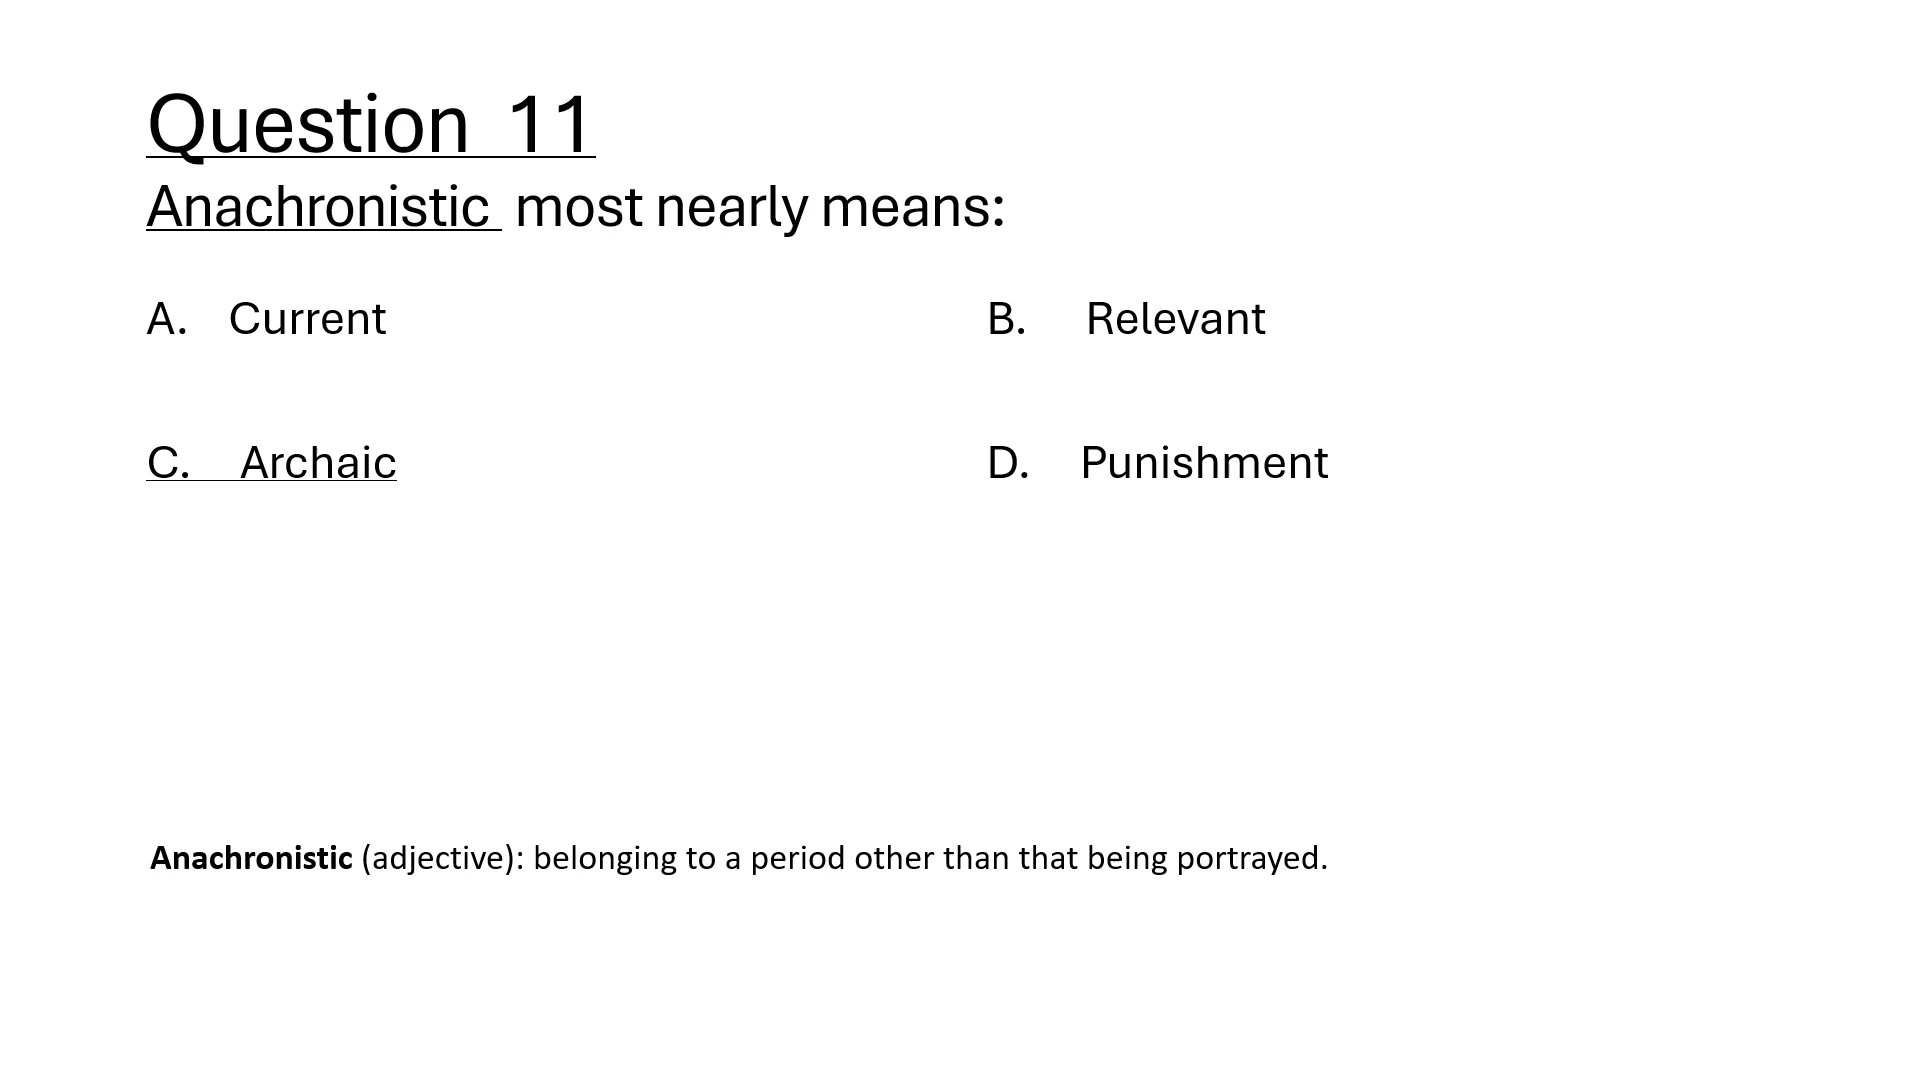 Question 11
Anachronistic most nearly means:
A. Current
B. Relevant
C. Archaic
D. Punishment
Anachronistic (adjective): belonging to a period other than that being portrayed.